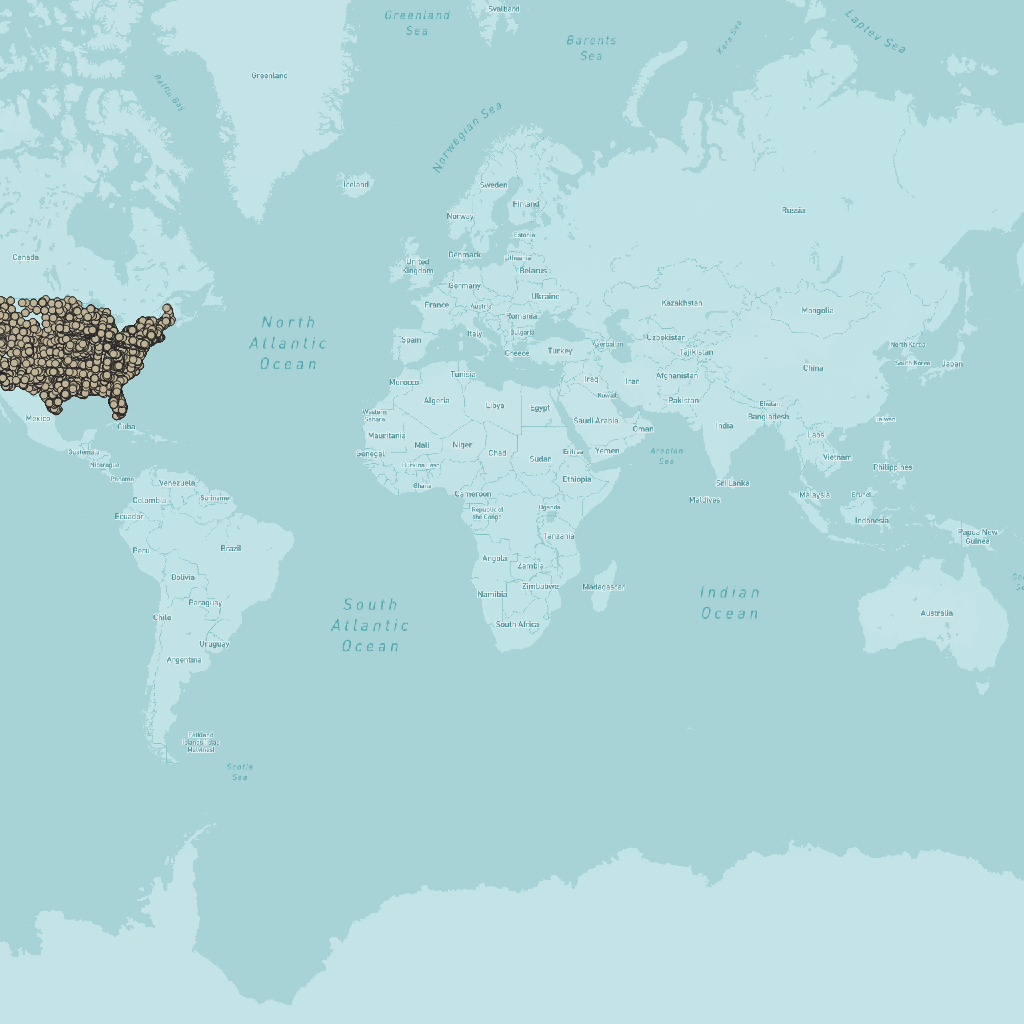 Svalbard
Greenland
Sea
Laptev Sea
Kara Sea
Barents
Sea
Greenland
Baffin Bay
Norwegian Sea
Iceland
Sweden
Finland
Norway
Russia
Estonia
Denmark
Lithuania
Canada
United
Kingdom
Belarus
Germany
Ukraine
France
Austria
Kazakhstan
Mongolia
Romania
North
Atlantic
Ocean
Italy
Bulgaria
Spain
Uzbekistan
Azerbaijan
North Korea
Greece
Turkey
Tajikistan
South Korea
Japan
China
Tunisia
Afghanistan
Iraq
Iran
Morocco
Kuwait
Algeria
Pakistan
Libya
Egypt
Bhutan
Western
Sahara
Bangladesh
Mexico
Saudi Arabia
Taiwan
Cuba
India
Oman
Mauritania
Laos
Mali
Niger
Guatemala
Senegal
Chad
Sudan
Eritrea
Yemen
Arabian
Sea
Vietnam
Nicaragua
Burkina Faso
Philippines
Panama
Ethiopia
Venezuela
Ghana
Sri Lanka
Cameroon
Malaysia
Brunei
Colombia
Suriname
Maldives
Uganda
Republic of
the Congo
Ecuador
Indonesia
Papua New
Guinea
Tanzania
Peru
Brazil
Angola
Zambia
Bolivia
Zimbabwe
Madagascar
Namibia
Indian
Ocean
Paraguay
South
Atlantic
Ocean
Australia
Chile
South Africa
Uruguay
Argentina
Falkland
Islands (Islas
Malvinas)
Scotia
Sea